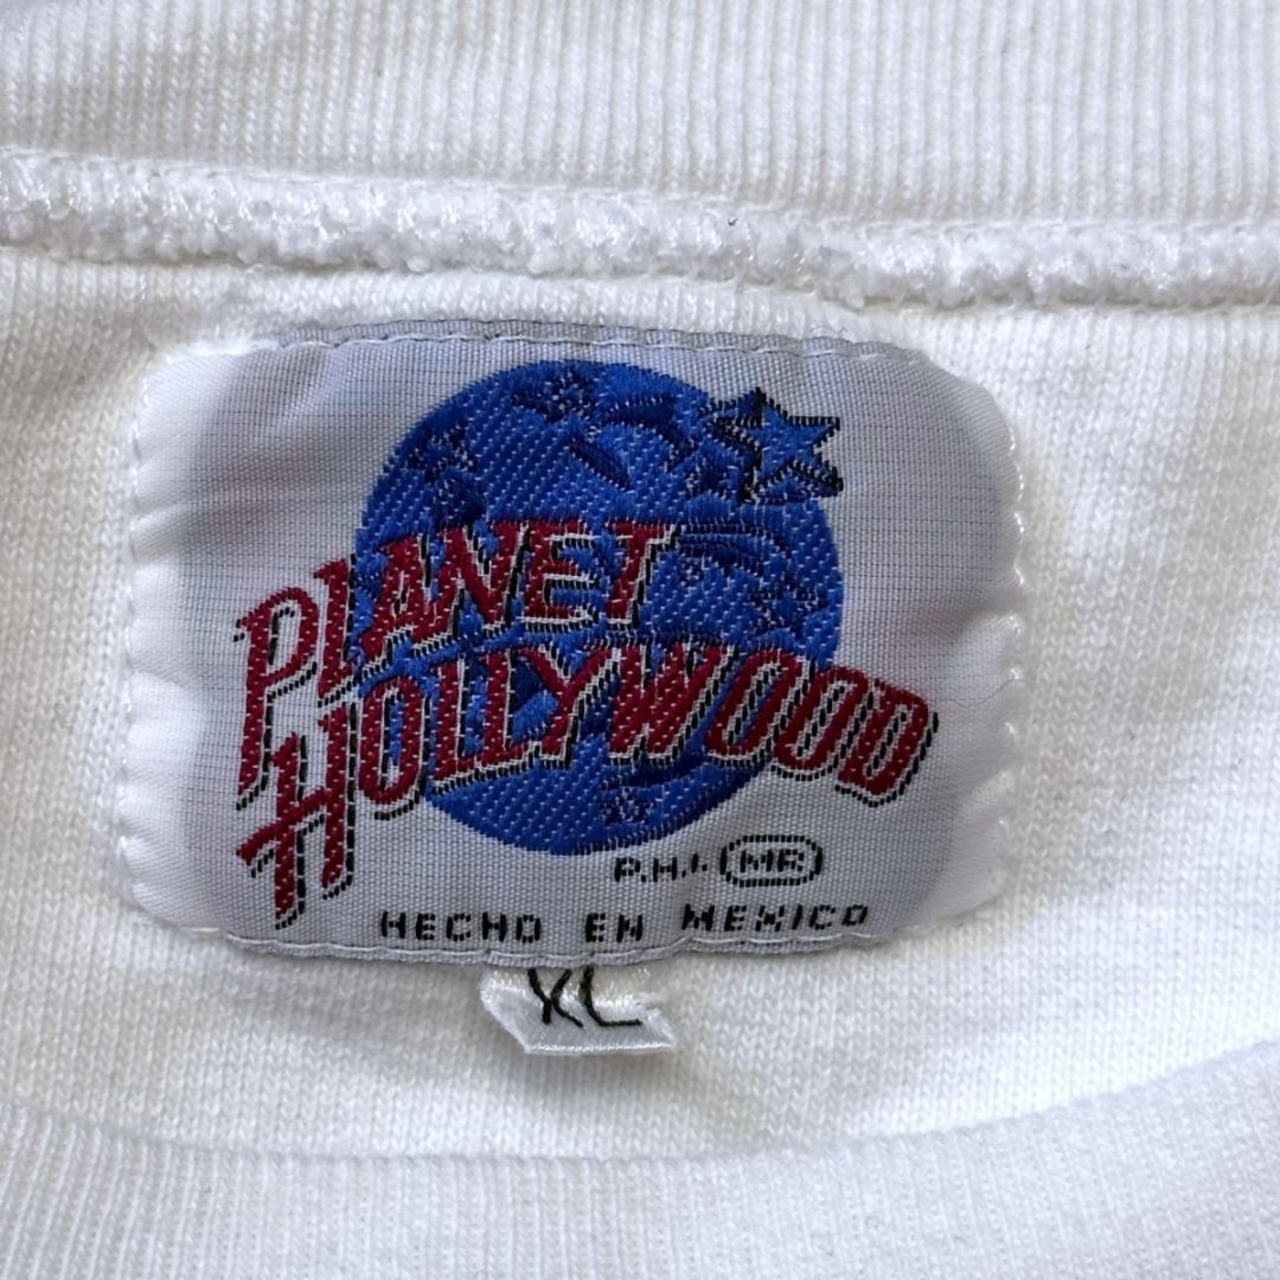 PLANET
HOLLYWOOD
P.H.I. MR
HECHO EN MEXICO
XL